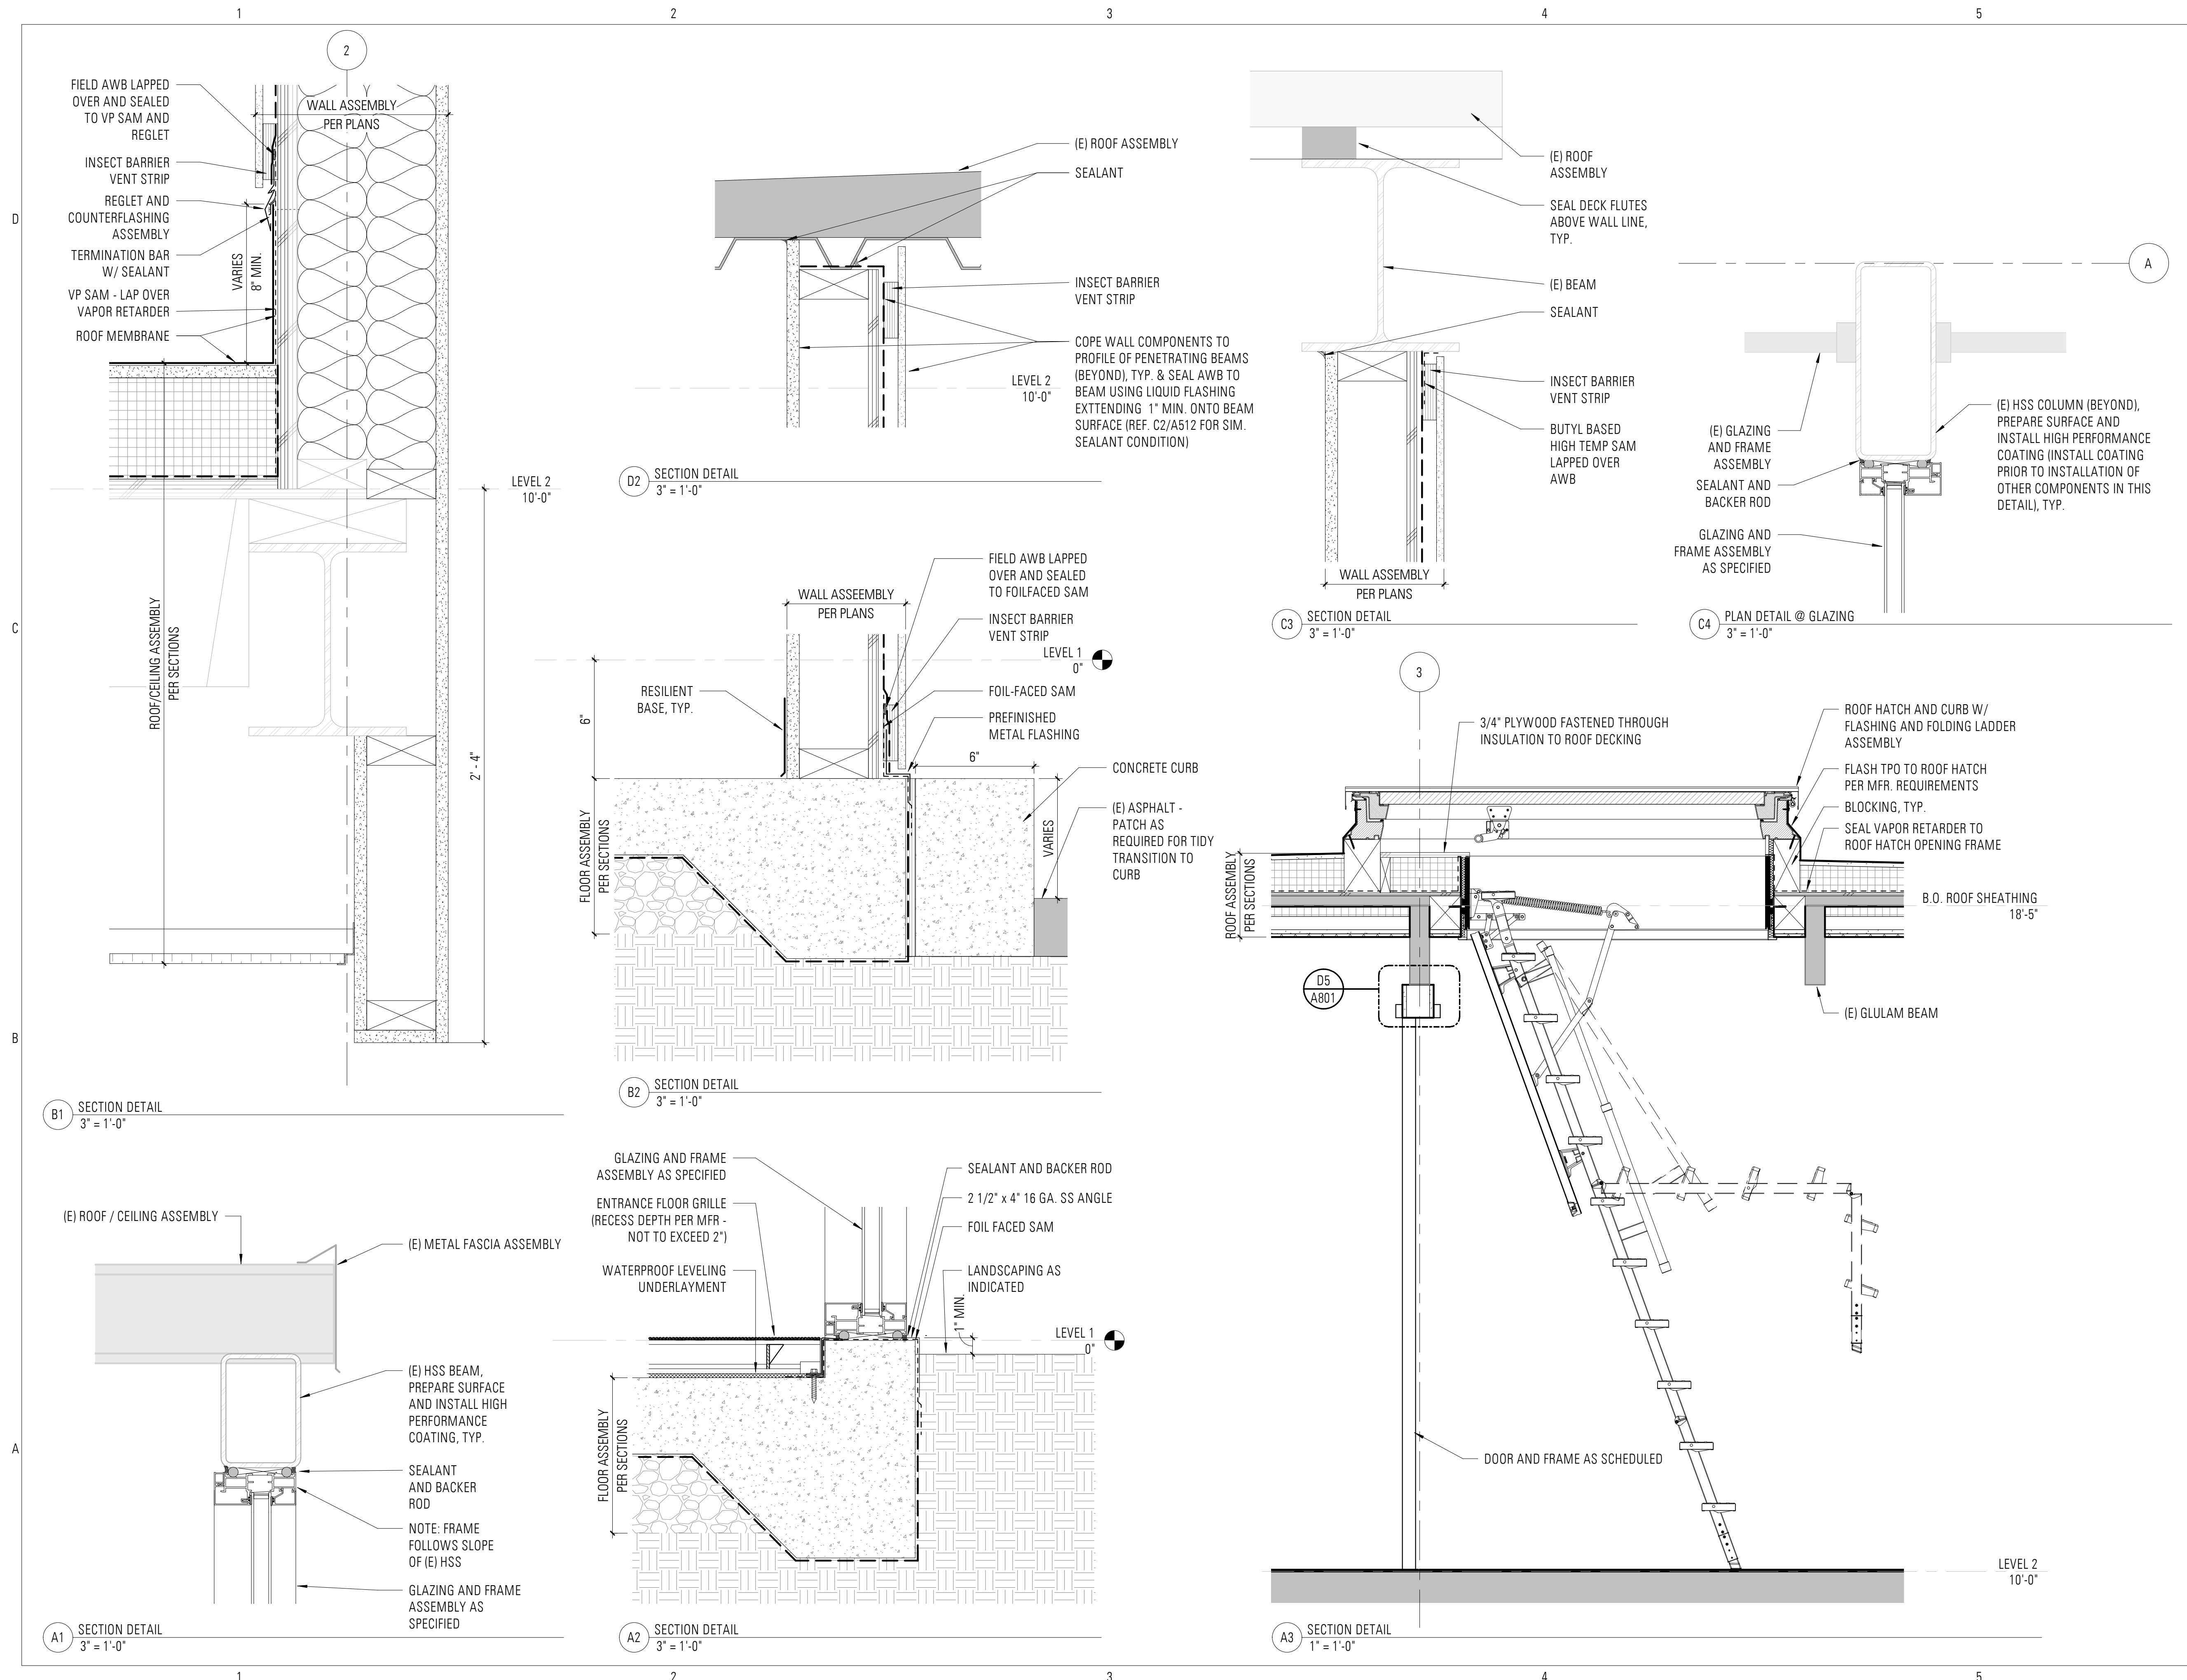 1
2
3
4
5
D
C
B
A
2
FIELD AWB LAPPED
OVER AND SEALED
TO VP SAM AND
REGLET
INSECT BARRIER
VENT STRIP
REGLET AND
COUNTERFLASHING
ASSEMBLY
TERMINATION BAR
W/ SEALANT
VP SAM - LAP OVER
VAPOR RETARDER
ROOF MEMBRANE
WALL ASSEMBLY
PER PLANS
VARIES
8" MIN.
LEVEL 2
10'-0"
ROOF/CEILING ASSEMBLY
PER SECTIONS
2' - 4"
B1
SECTION DETAIL
3" = 1'-0"
(E) ROOF ASSEMBLY
SEALANT
INSECT BARRIER
VENT STRIP
COPE WALL COMPONENTS TO
PROFILE OF PENETRATING BEAMS
(BEYOND), TYP. & SEAL AWB TO
BEAM USING LIQUID FLASHING
EXTTENDING 1" MIN. ONTO BEAM
SURFACE (REF. C2/A512 FOR SIM.
SEALANT CONDITION)
LEVEL 2
10'-0"
D2
SECTION DETAIL
3" = 1'-0"
(E) ROOF
ASSEMBLY
SEAL DECK FLUTES
ABOVE WALL LINE,
TYP.
(E) BEAM
SEALANT
INSECT BARRIER
VENT STRIP
BUTYL BASED
HIGH TEMP SAM
LAPPED OVER
AWB
WALL ASSEMBLY
PER PLANS
C3
SECTION DETAIL
3" = 1'-0"
A
(E) GLAZING
AND FRAME
ASSEMBLY
SEALANT AND
BACKER ROD
GLAZING AND
FRAME ASSEMBLY
AS SPECIFIED
(E) HSS COLUMN (BEYOND),
PREPARE SURFACE AND
INSTALL HIGH PERFORMANCE
COATING (INSTALL COATING
PRIOR TO INSTALLATION OF
OTHER COMPONENTS IN THIS
DETAIL), TYP.
C4
PLAN DETAIL @ GLAZING
3" = 1'-0"
WALL ASSEEMBLY
PER PLANS
FIELD AWB LAPPED
OVER AND SEALED
TO FOILFACED SAM
INSECT BARRIER
VENT STRIP
LEVEL 1
0"
RESILIENT
BASE, TYP.
FOIL-FACED SAM
PREFINISHED
METAL FLASHING
6"
6"
CONCRETE CURB
(E) ASPHALT -
PATCH AS
REQUIRED FOR TIDY
TRANSITION TO
CURB
VARIES
FLOOR ASSEMBLY
PER SECTIONS
B2
SECTION DETAIL
3" = 1'-0"
3
3/4" PLYWOOD FASTENED THROUGH
INSULATION TO ROOF DECKING
ROOF HATCH AND CURB W/
FLASHING AND FOLDING LADDER
ASSEMBLY
FLASH TPO TO ROOF HATCH
PER MFR. REQUIREMENTS
BLOCKING, TYP.
SEAL VAPOR RETARDER TO
ROOF HATCH OPENING FRAME
ROOF ASSEMBLY
PER SECTIONS
B.O. ROOF SHEATHING
18'-5"
D5
A801
(E) GLULAM BEAM
DOOR AND FRAME AS SCHEDULED
LEVEL 2
10'-0"
A3
SECTION DETAIL
1" = 1'-0"
(E) ROOF / CEILING ASSEMBLY
(E) METAL FASCIA ASSEMBLY
(E) HSS BEAM,
PREPARE SURFACE
AND INSTALL HIGH
PERFORMANCE
COATING, TYP.
SEALANT
AND BACKER
ROD
NOTE: FRAME
FOLLOWS SLOPE
OF (E) HSS
GLAZING AND FRAME
ASSEMBLY AS
SPECIFIED
A1
SECTION DETAIL
3" = 1'-0"
GLAZING AND FRAME
ASSEMBLY AS SPECIFIED
ENTRANCE FLOOR GRILLE
(RECESS DEPTH PER MFR -
NOT TO EXCEED 2")
WATERPROOF LEVELING
UNDERLAYMENT
SEALANT AND BACKER ROD
2 1/2" x 4" 16 GA. SS ANGLE
FOIL FACED SAM
LANDSCAPING AS
INDICATED
1" MIN.
LEVEL 1
0"
FLOOR ASSEMBLY
PER SECTIONS
A2
SECTION DETAIL
3" = 1'-0"
1
2
3
4
5